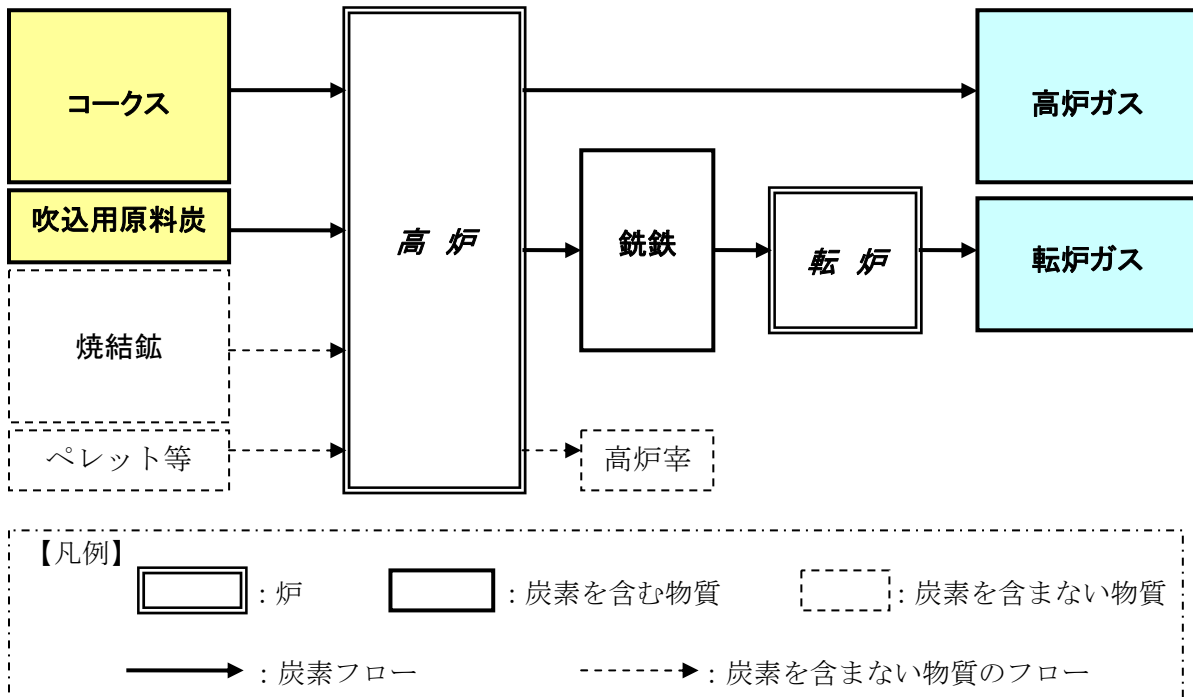 コークス
高炉ガス
吹込用原料炭
高 炉
銑鉄
転 炉
転炉ガス
焼結鉱
ペレット等
高炉宰
【凡例】
：炉
：炭素を含む物質
：炭素を含まない物質
：炭素フロー
：炭素を含まない物質のフロー